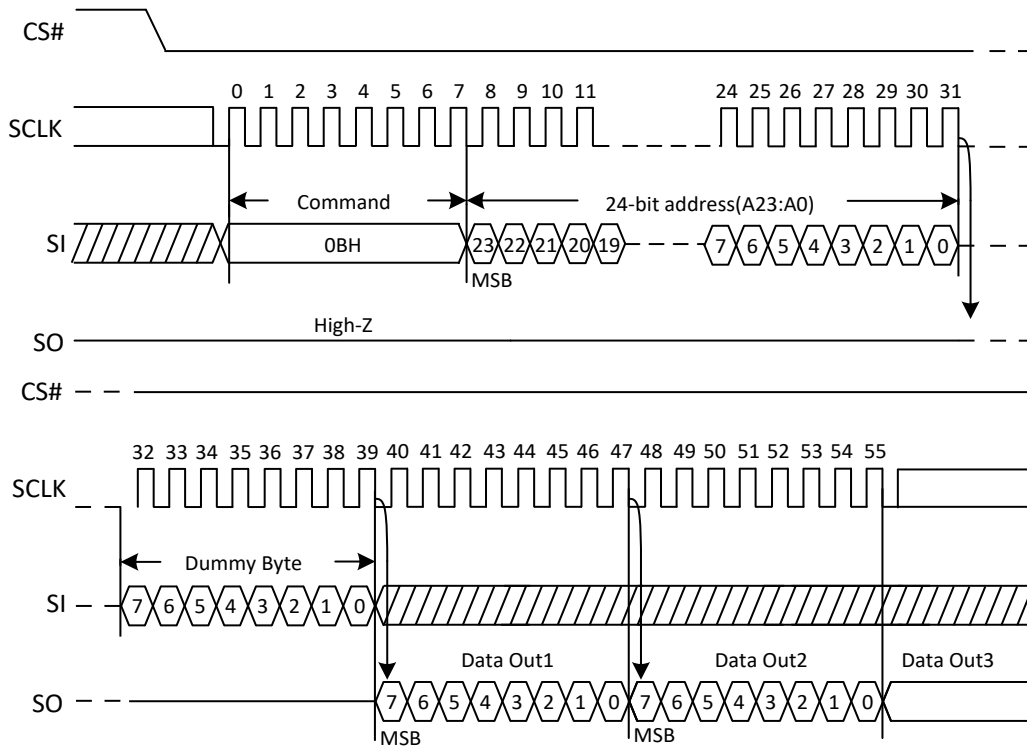 CS#
0 1 2 3 4 5 6 7 8 9 10 11 24 25 26 27 28 29 30 31
SCLK
Command 24-bit address(A23:A0)
SI 0BH 23 22 21 20 19 7 6 5 4 3 2 1 0
MSB
High-Z
SO
CS#
32 33 34 35 36 37 38 39 40 41 42 43 44 45 46 47 48 49 50 51 52 53 54 55
SCLK
Dummy Byte
SI 7 6 5 4 3 2 1 0
Data Out1 Data Out2 Data Out3
SO 7 6 5 4 3 2 1 0 7 6 5 4 3 2 1 0
MSB MSB